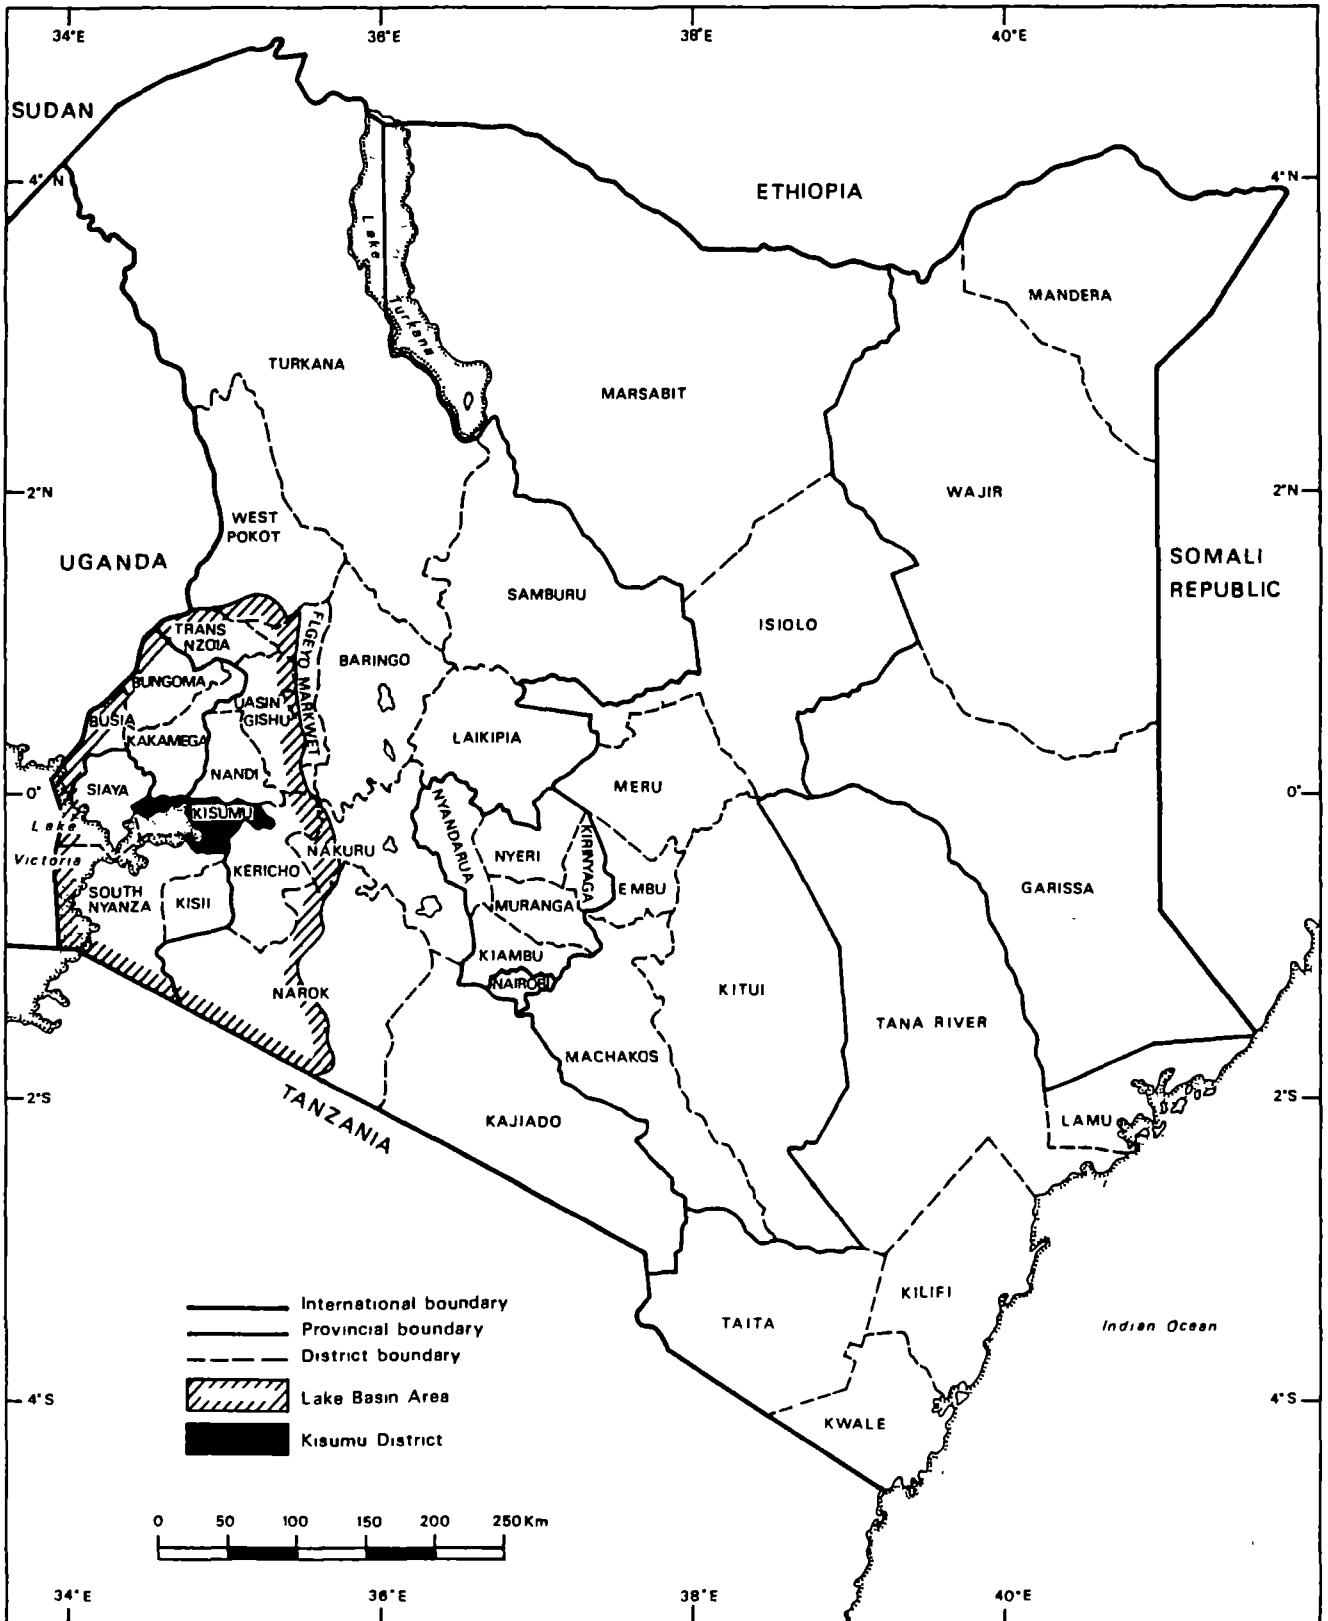 34°E 36°E 38°E 40°E
SUDAN
4°N 4°N
ETHIOPIA
Lake
Turkana
MANDERA
TURKANA
MARSABIT
2°N 2°N
WAJIR
WEST
POKOT
UGANDA
SOMALI
REPUBLIC
SAMBURU
ISIOLO
TRANS
NZOIA
ELGEYO MARKWET
BARINGO
BUNGOMA
UASIN
GISHU
BUSIA
KAKAMEGA
LAIKIPIA
NANDI
MERU
SIAYA
0° 0°
KISUMU
Lake
Victoria
NYANDARUA
NAKURU
NYERI
KIRINYAGA
KERICHO
EMBU
GARISSA
SOUTH
NYANZA
KISII
MURANGA
KIAMBU
NAIROBI
NAROK
KITUI
TANA RIVER
MACHAKOS
2°S 2°S
TANZANIA
KAJIADO
LAMU
KILIFI
TAITA
Indian Ocean
International boundary
Provincial boundary
District boundary
Lake Basin Area
Kisumu District
4°S 4°S
KWALE
0 50 100 150 200 250Km
34°E 36°E 38°E 40°E